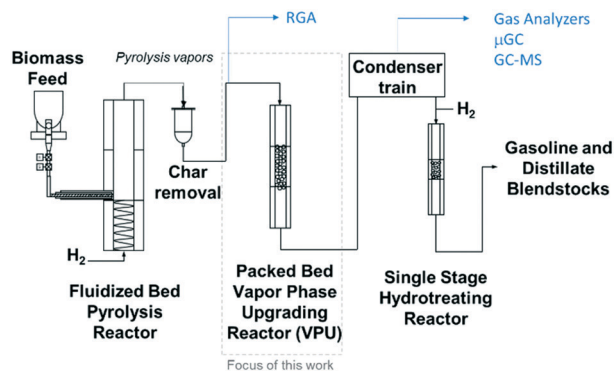 RGA
Gas Analyzers
μGC
GC-MS
Pyrolysis vapors
Biomass
Feed
Condenser
train
H2
Char
removal
Gasoline and
Distillate
Blendstocks
H2
Fluidized Bed
Pyrolysis
Reactor
Packed Bed
Vapor Phase
Upgrading
Reactor (VPU)
Single Stage
Hydrotreating
Reactor
Focus of this work